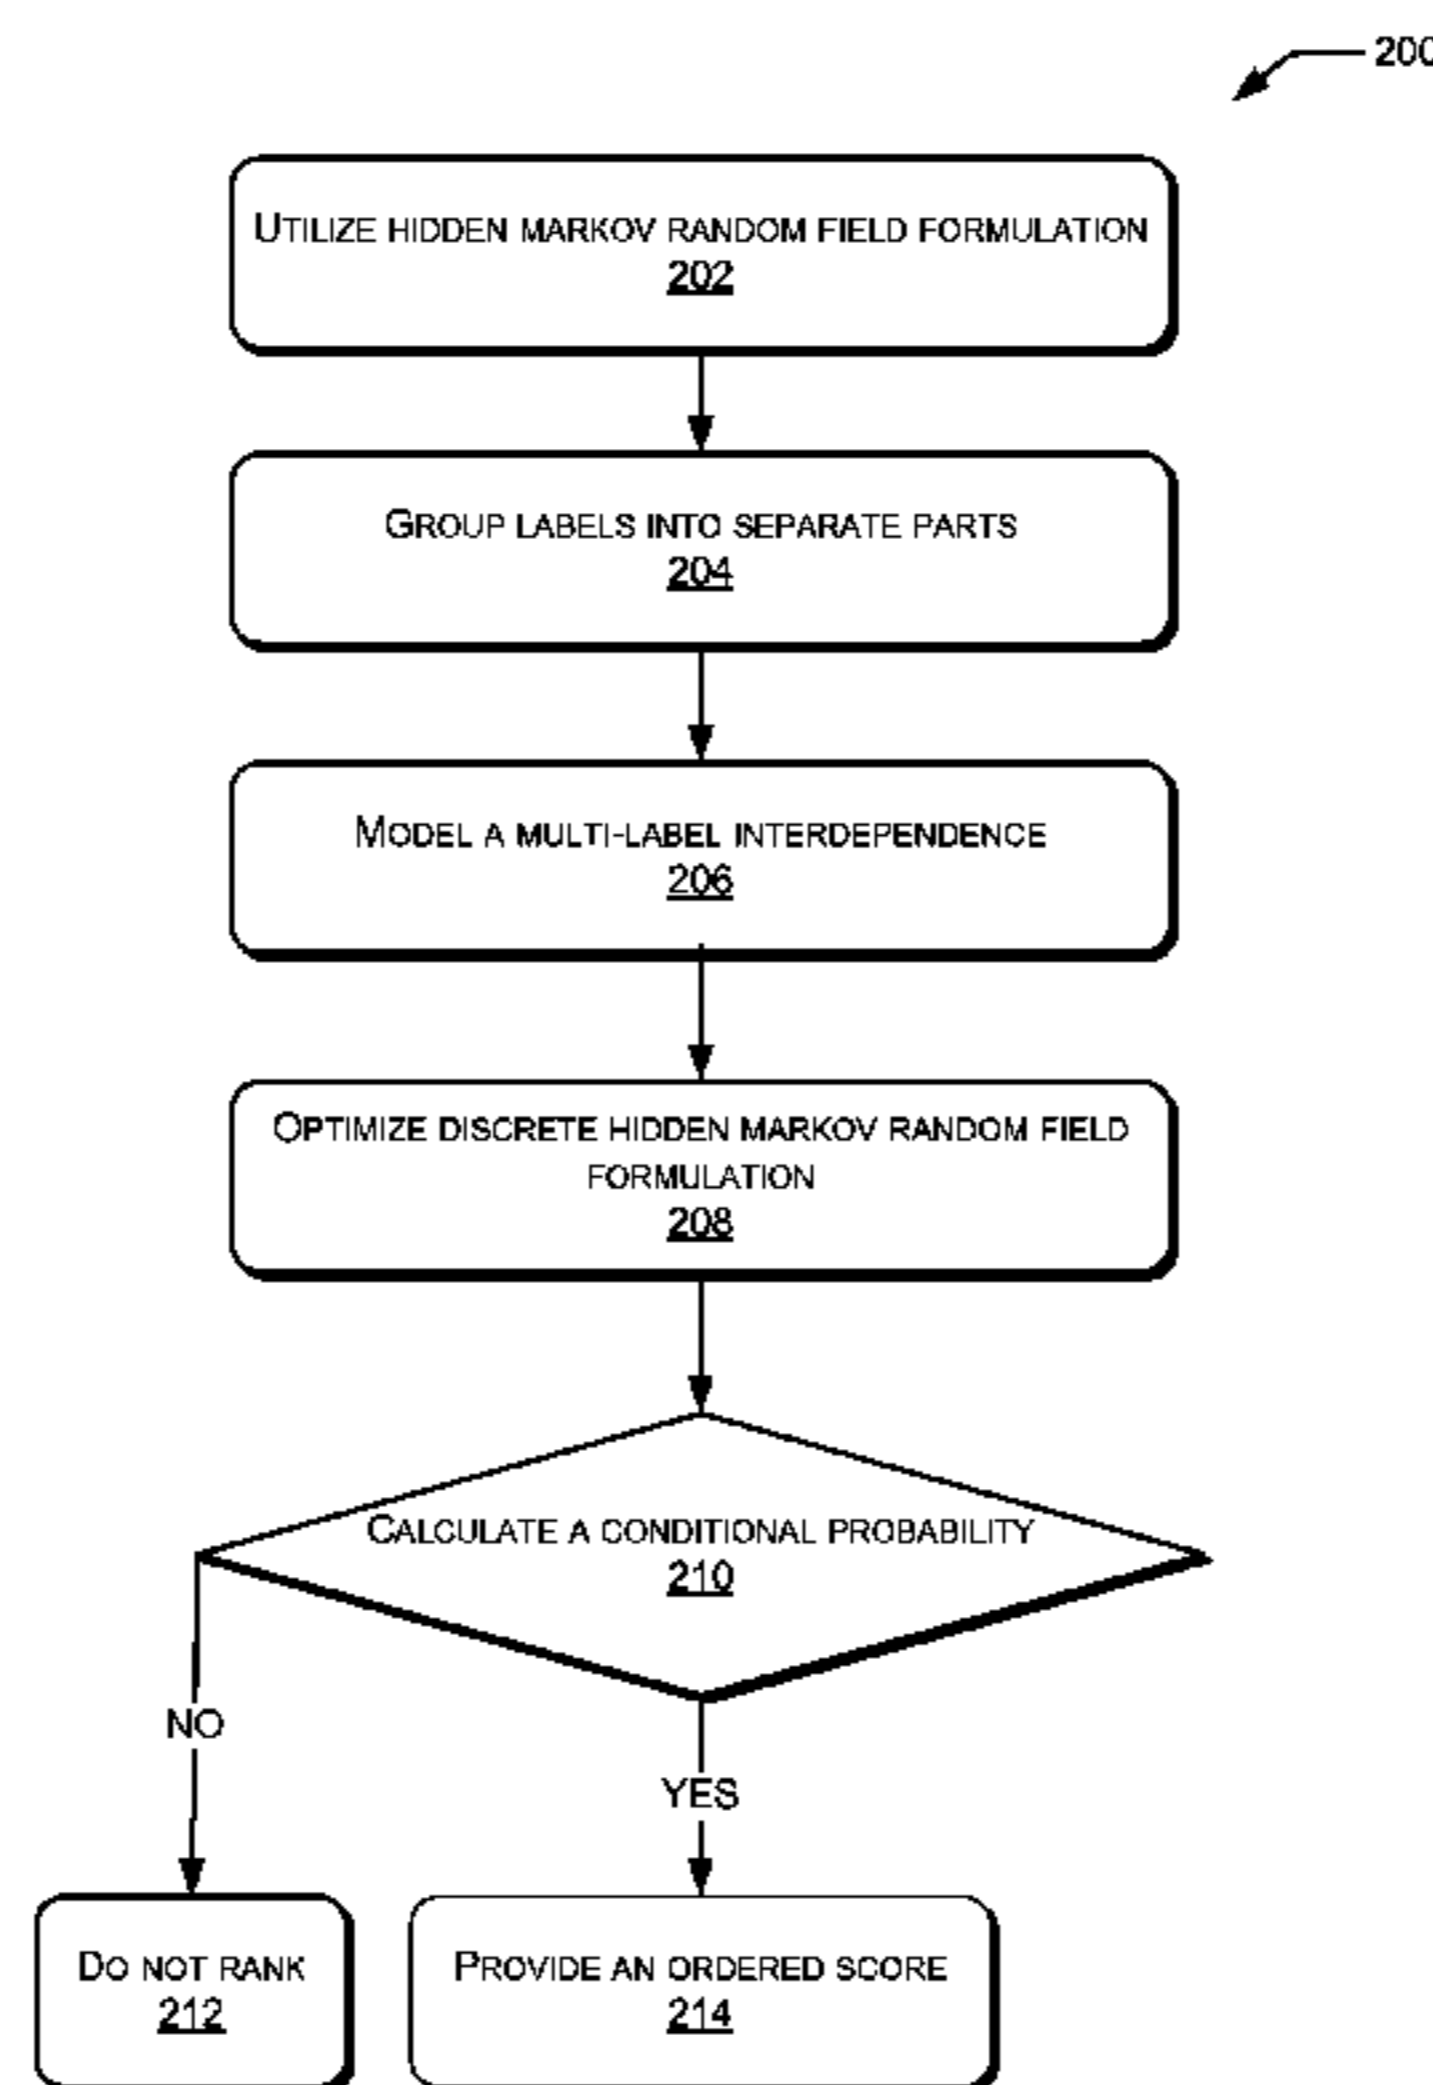 200
UTILIZE HIDDEN MARKOV RANDOM FIELD FORMULATION
202
GROUP LABELS INTO SEPARATE PARTS
204
MODEL A MULTI-LABEL INTERDEPENDENCE
206
OPTIMIZE DISCRETE HIDDEN MARKOV RANDOM FIELD
FORMULATION
208
CALCULATE A CONDITIONAL PROBABILITY
210
NO
YES
DO NOT RANK
212
PROVIDE AN ORDERED SCORE
214